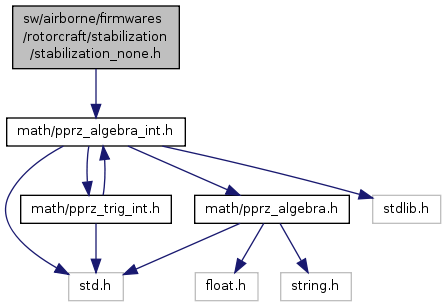 sw/airborne/firmwares
/rotorcraft/stabilization
/stabilization_none.h
math/pprz_algebra_int.h
math/pprz_trig_int.h
math/pprz_algebra.h
stdlib.h
std.h
float.h
string.h